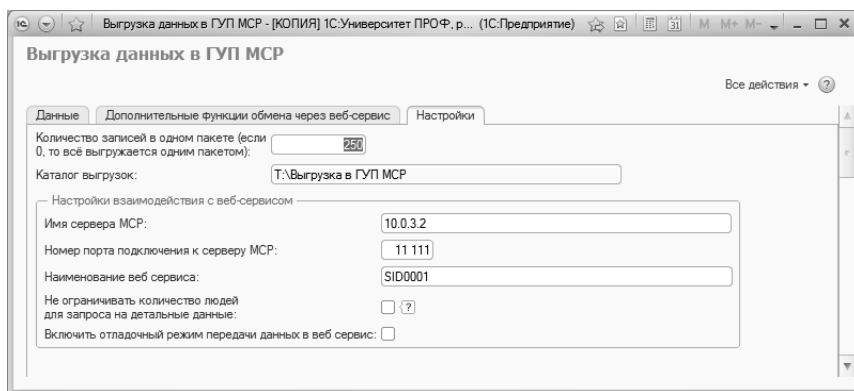 Выгрузка данных в ГУП МСР - [КОПИЯ] 1С:Университет ПРОФ, р... (1С:Предприятие) 31 M M+ M-
Выгрузка данных в ГУП МСР
Все действия ?
Данные Дополнительные функции обмена через веб-сервис Настройки
Количество записей в одном пакете (если
0, то всё выгружается одним пакетом): 250
Каталог выгрузок: T:\Выгрузка в ГУП МСР
Настройки взаимодействия с веб-сервисом
Имя сервера МСР: 10.0.3.2
Номер порта подключения к серверу МСР: 11 111
Наименование веб сервиса: SID0001
Не ограничивать количество людей
для запроса на детальные данные: ?
Включить отладочный режим передачи данных в веб сервис: